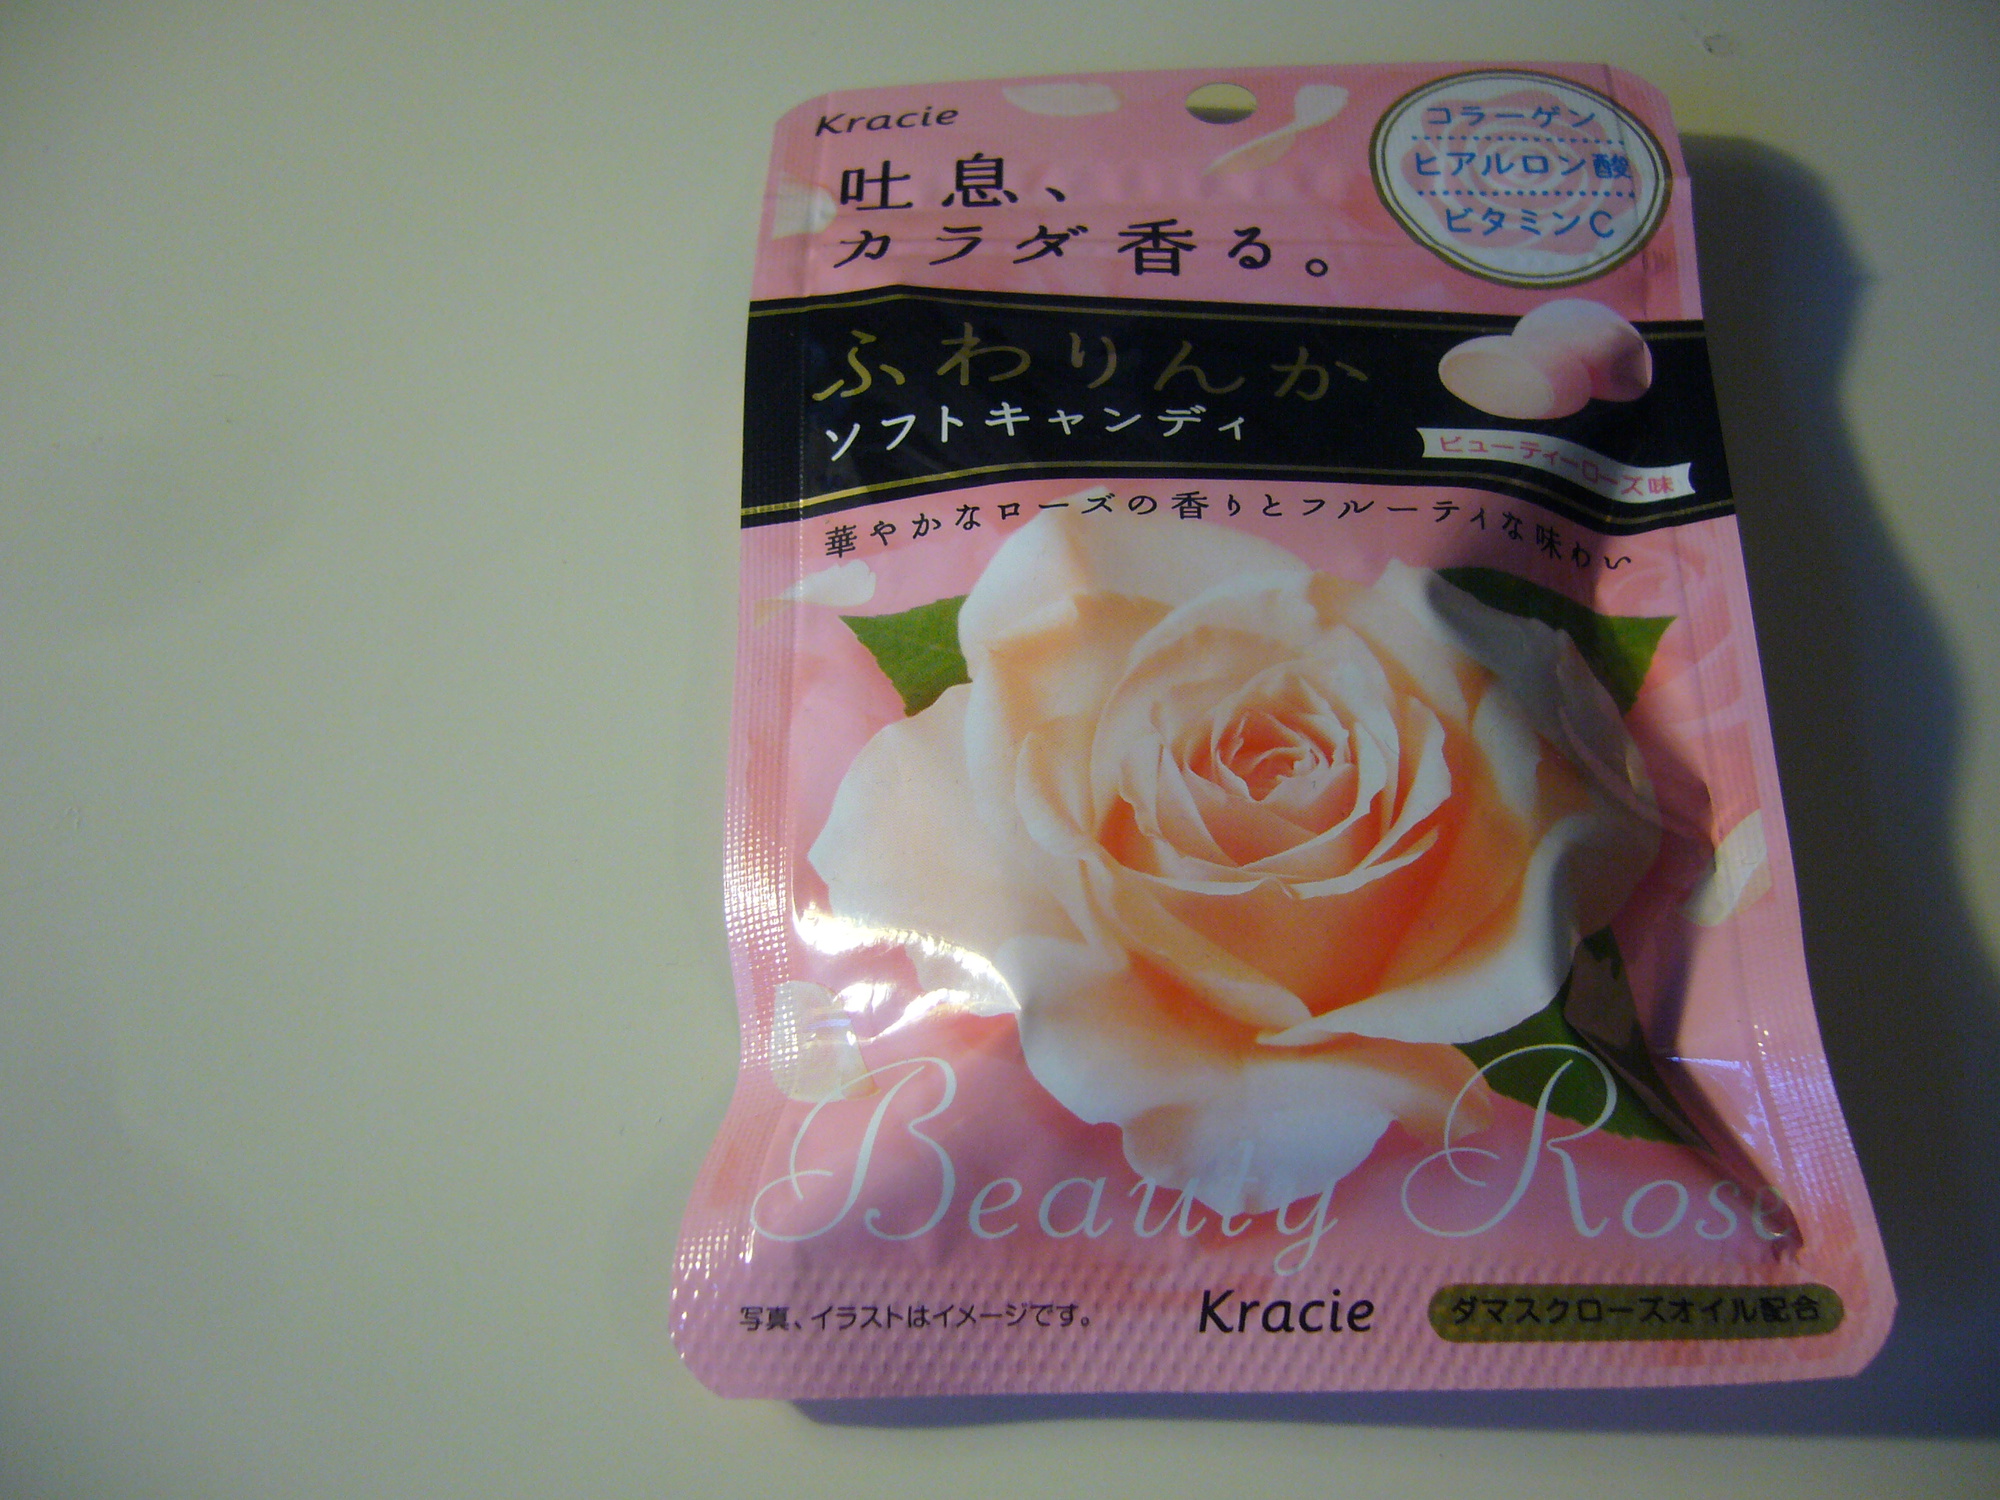 Kracie
吐息、
カラダ香る。
コラーゲン
ヒアルロン酸
ビタミンC
ふわりんか
ソフトキャンディ
ビューティーローズ味
華やかなローズの香りとフルーティな味わい
Beauty Rose
写真、イラストはイメージです。
Kracie
ダマスクローズオイル配合